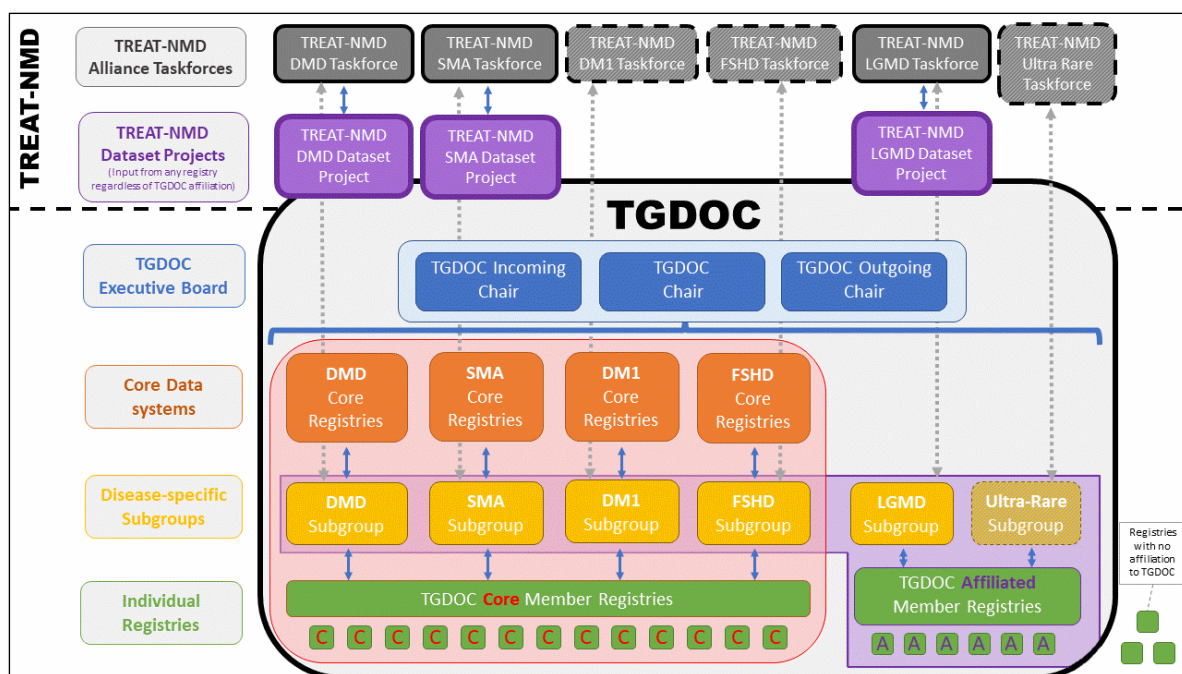 TREAT-NMD
TREAT-NMD
Alliance Taskforces
TREAT-NMD
DMD Taskforce
TREAT-NMD
SMA Taskforce
TREAT-NMD
DM1 Taskforce
TREAT-NMD
FSHD Taskforce
TREAT-NMD
LGMD Taskforce
TREAT-NMD
Ultra Rare
Taskforce
TREAT-NMD
Dataset Projects
(Input from any registry
regardless of TGDOC affiliation)
TREAT-NMD
DMD Dataset
Project
TREAT-NMD
SMA Dataset
Project
TREAT-NMD
LGMD Dataset
Project
TGDOC
TGDOC
Executive Board
TGDOC Incoming
Chair
TGDOC
Chair
TGDOC Outgoing
Chair
Core Data
systems
DMD
Core
Registries
SMA
Core
Registries
DM1
Core
Registries
FSHD
Core
Registries
Disease-specific
Subgroups
DMD
Subgroup
SMA
Subgroup
DM1
Subgroup
FSHD
Subgroup
LGMD
Subgroup
Ultra-Rare
Subgroup
Registries
with no
affiliation
to TGDOC
Individual
Registries
TGDOC Core Member Registries
TGDOC Affiliated
Member Registries
C C C C C C C C C C C C C
A A A A A A